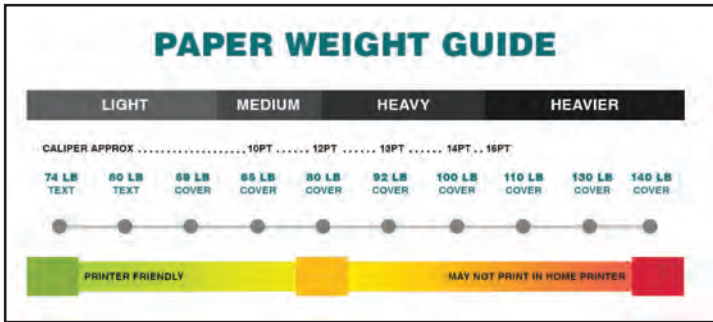 PAPER WEIGHT GUIDE
LIGHT MEDIUM HEAVY HEAVIER
CALIPER APPROX ................... 10PT ...... 12PT ...... 13PT ...... 14PT .. 16PT
74 LB 80 LB 89 LB 65 LB 80 LB 92 LB 100 LB 110 LB 130 LB 140 LB
TEXT TEXT COVER COVER COVER COVER COVER COVER COVER COVER
PRINTER FRIENDLY MAY NOT PRINT IN HOME PRINTER